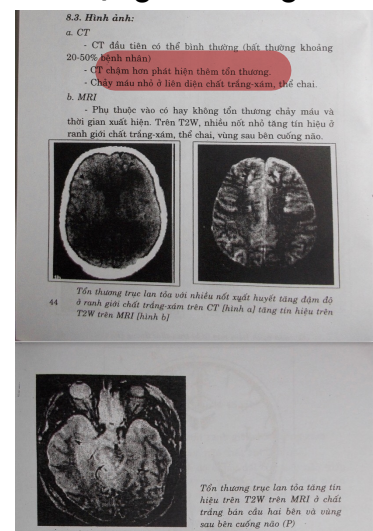 8.3. Hình ảnh:
a. CT
- CT đầu tiên có thể bình thường (bất thường khoảng
20-50% bệnh nhân)
- CT chậm hơn phát hiện thêm tổn thương.
- Chảy máu nhỏ ở liên diện chất trắng-xám, thể chai.
b. MRI
- Phụ thuộc vào có hay không tổn thương chảy máu và
thời gian xuất hiện. Trên T2W, nhiều nốt nhỏ tăng tín hiệu ở
ranh giới chất trắng-xám, thể chai, vùng sau bên cuống não.
Tổn thương trục lan tỏa với nhiều nốt xuất huyết tăng đậm độ
ở ranh giới chất trắng-xám trên CT [hình a] tăng tín hiệu trên
T2W trên MRI [hình b]
44
Tổn thương trục lan tỏa tăng tín
hiệu trên T2W trên MRI ở chất
trắng bán cầu hai bên và vùng
sau bên cuống não (P)